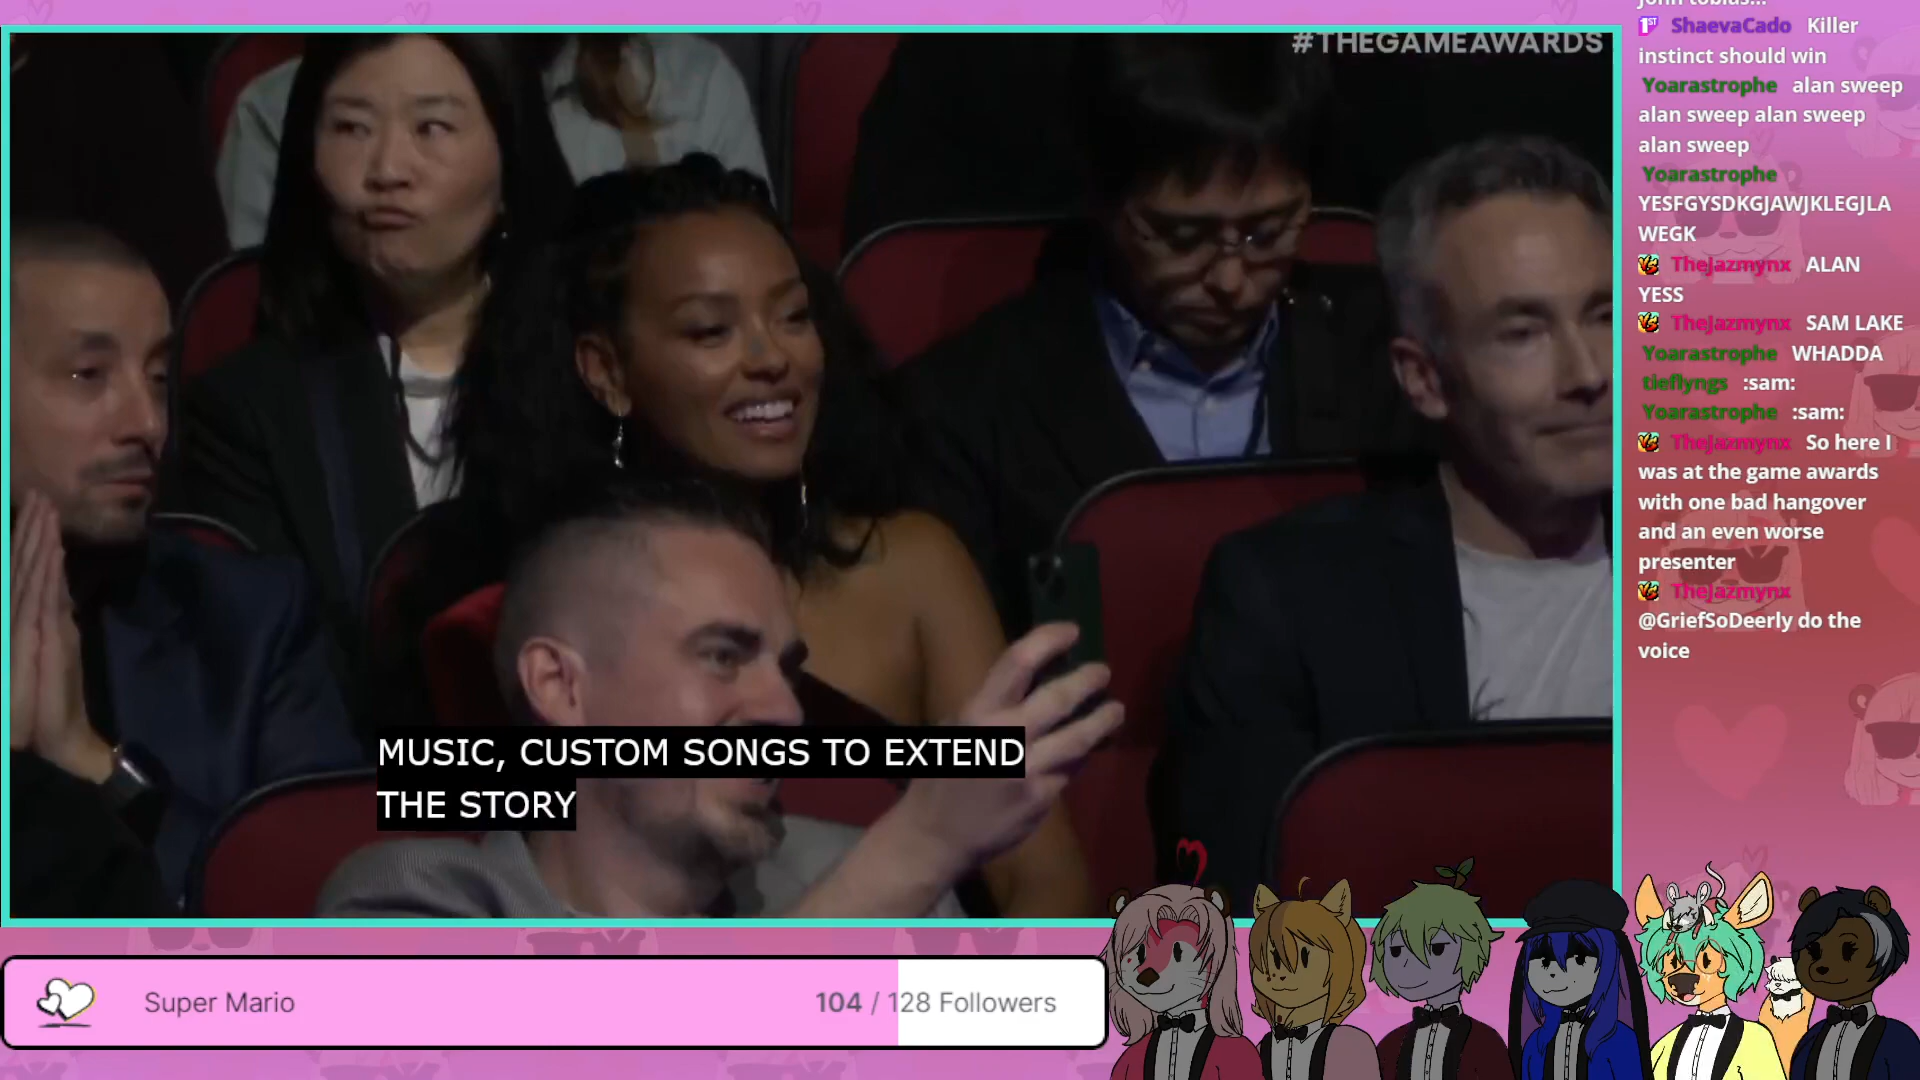 #THEGAMEAWARDS
MUSIC, CUSTOM SONGS TO EXTEND
THE STORY
Super Mario
104 / 128 Followers
john tobias...
1ST ShaevaCado Killer
instinct should win
Yoarastrophe alan sweep
alan sweep alan sweep
alan sweep
Yoarastrophe
YESFGYSDKGJAWJKLEGJLA
WEGK
TheJazmynx ALAN
YESS
TheJazmynx SAM LAKE
Yoarastrophe WHADDA
tieflyngs :sam:
Yoarastrophe :sam:
TheJazmynx So here I
was at the game awards
with one bad hangover
and an even worse
presenter
TheJazmynx
@GriefSoDeerly do the
voice